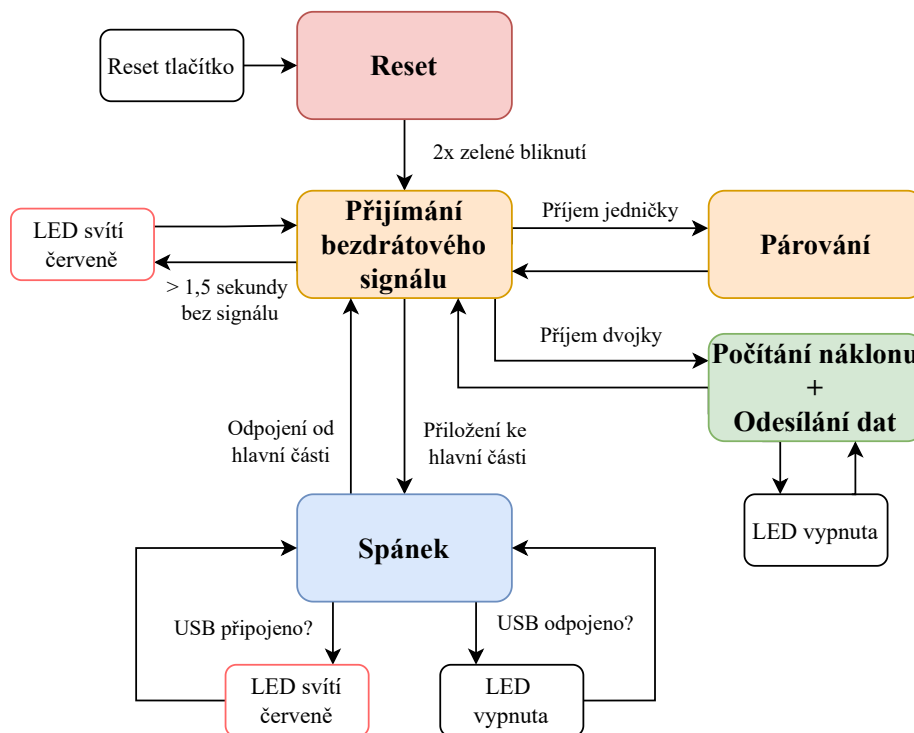 Reset tlačítko
Reset
2x zelené bliknutí
LED svítí
červeně
Přijímání
bezdrátového
signálu
Příjem jedničky
Párování
> 1,5 sekundy
bez signálu
Příjem dvojky
Počítání náklonu
+
Odesílání dat
Odpojení od
hlavní části
Přiložení ke
hlavní části
LED vypnuta
Spánek
USB připojeno?
USB odpojeno?
LED svítí
červeně
LED
vypnuta